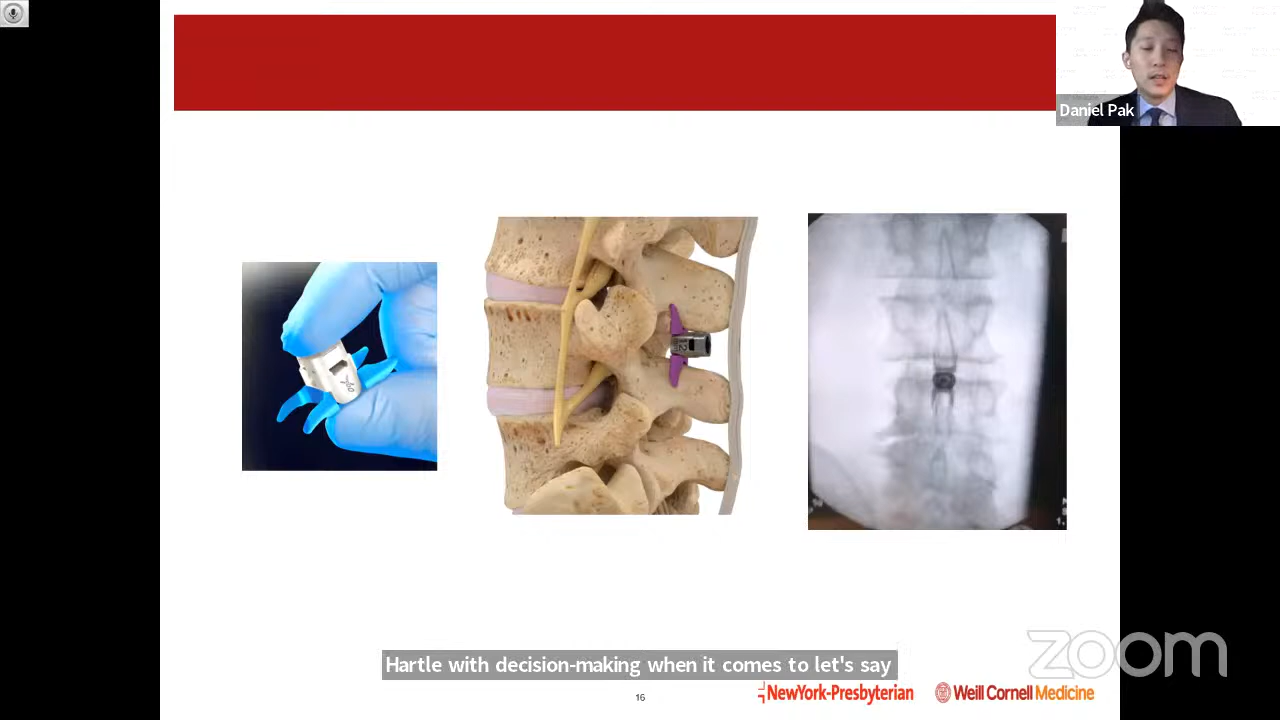 Daniel Pak
Hartle with decision-making when it comes to let's say
zoom
16
NewYork-Presbyterian
Weill Cornell Medicine